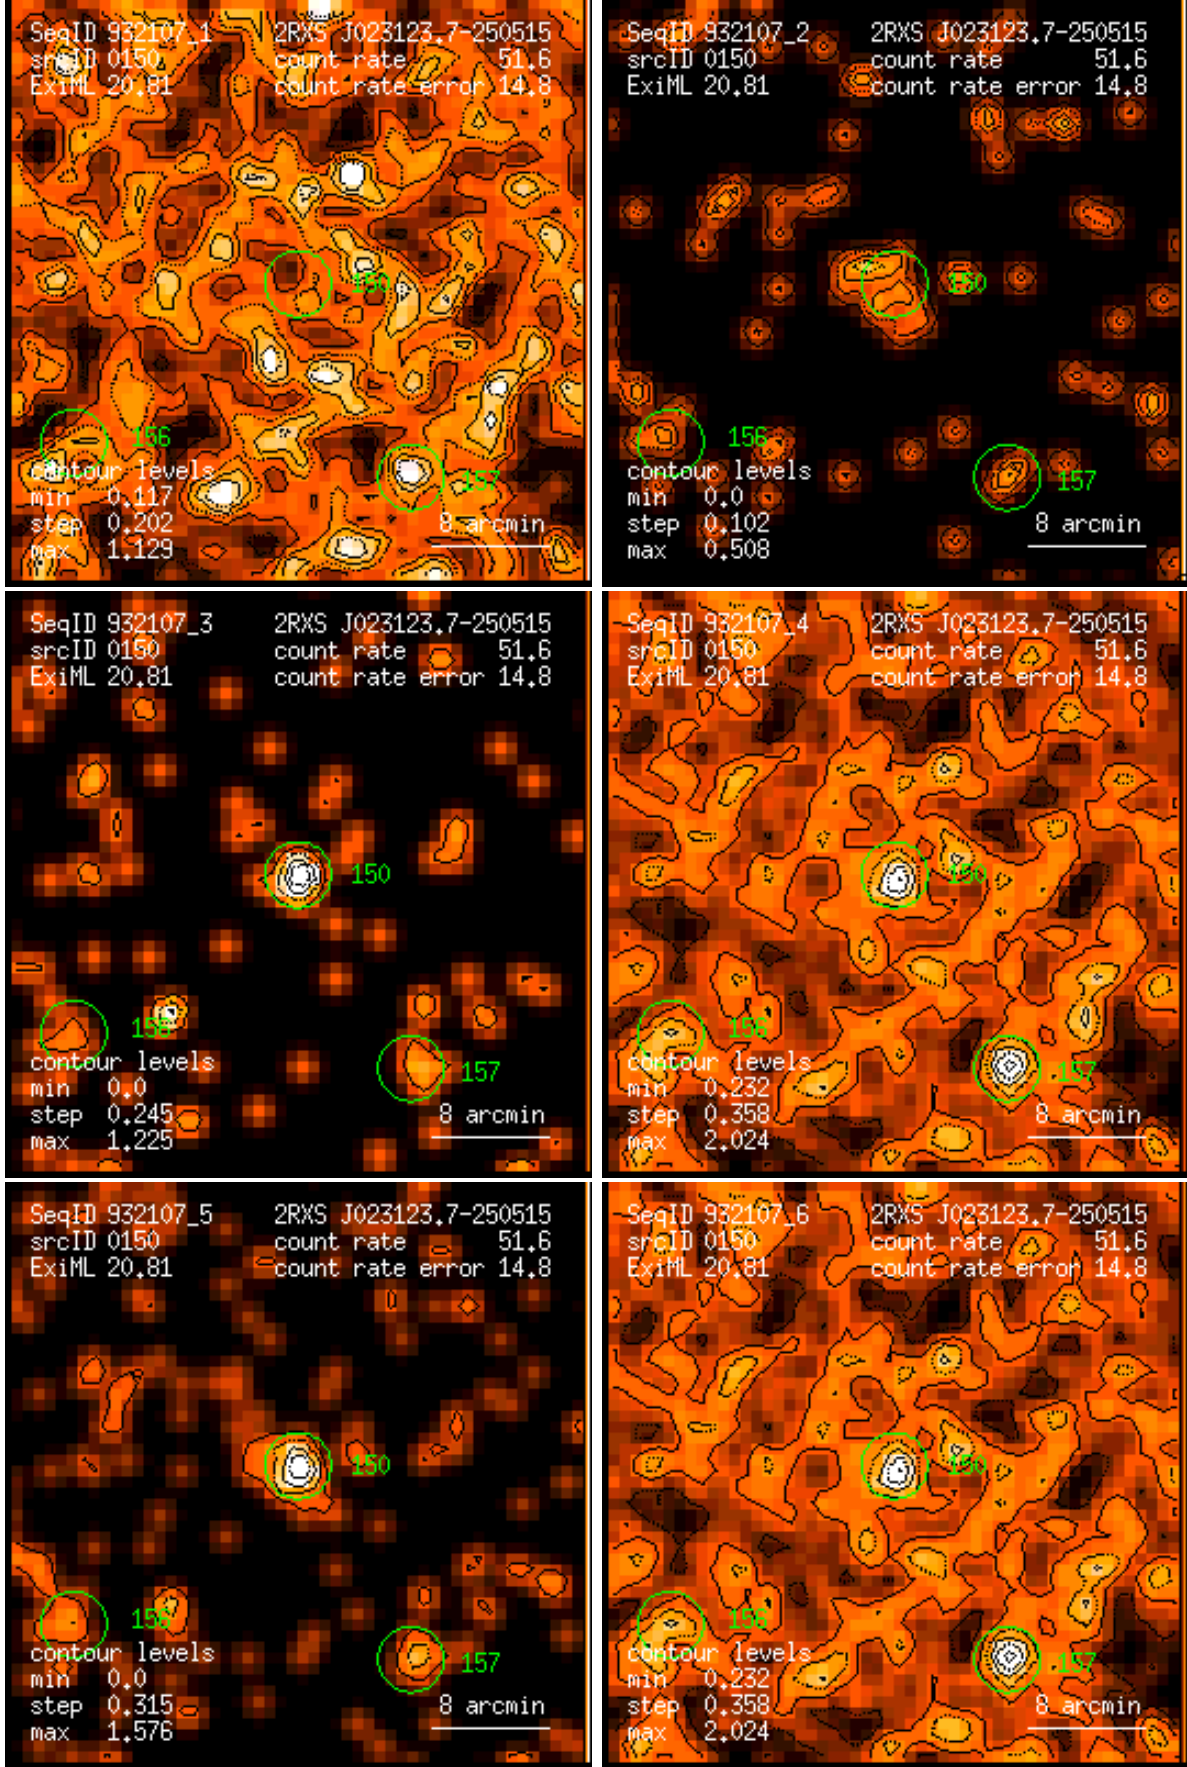 SeqID 932107_1 2RXS J023123.7-250515
srcID 0150 count rate 51.6
ExiML 20.81 count rate error 14.8
150
156
157
contour levels
min 0.117
step 0.202
max 1.129
8 arcmin
SeqID 932107_2 2RXS J023123.7-250515
srcID 0150 count rate 51.6
ExiML 20.81 count rate error 14.8
150
156
157
contour levels
min 0.0
step 0.102
max 0.508
8 arcmin
SeqID 932107_3 2RXS J023123.7-250515
srcID 0150 count rate 51.6
ExiML 20.81 count rate error 14.8
150
156
157
contour levels
min 0.0
step 0.245
max 1.225
8 arcmin
SeqID 932107_4 2RXS J023123.7-250515
srcID 0150 count rate 51.6
ExiML 20.81 count rate error 14.8
150
156
157
contour levels
min 0.232
step 0.358
max 2.024
8 arcmin
SeqID 932107_5 2RXS J023123.7-250515
srcID 0150 count rate 51.6
ExiML 20.81 count rate error 14.8
150
156
157
contour levels
min 0.0
step 0.315
max 1.576
8 arcmin
SeqID 932107_6 2RXS J023123.7-250515
srcID 0150 count rate 51.6
ExiML 20.81 count rate error 14.8
150
156
157
contour levels
min 0.232
step 0.358
max 2.024
8 arcmin